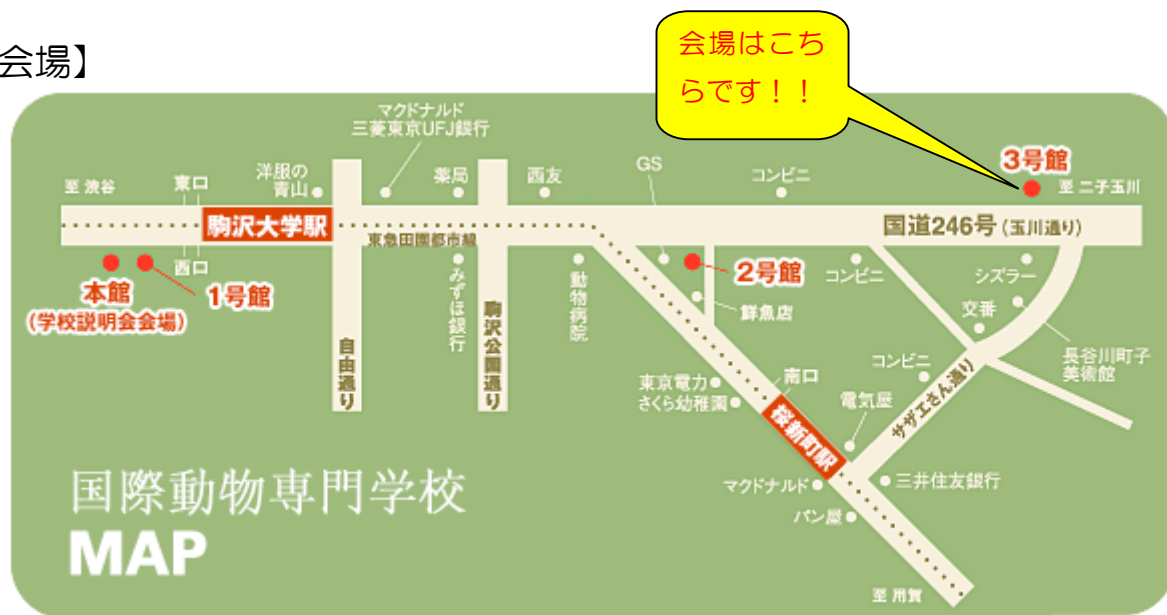 会場】
会場はこち
らです！！
マクドナルド
三菱東京UFJ銀行
洋服の
青山
薬局
西友
GS
コンビニ
3号館
至 渋谷
東口
至 二子玉川
駒沢大学駅
東急田園都市線
国道246号(玉川通り)
西口
本館
(学校説明会会場)
1号館
みずほ銀行
動物病院
2号館
鮮魚店
コンビニ
シズラー
交番
長谷川町子
美術館
自由通り
駒沢公園通り
コンビニ
サザエさん通り
東京電力
さくら幼稚園
南口
電気屋
桜新町駅
マクドナルド
三井住友銀行
パン屋
至 用賀
国際動物専門学校
MAP